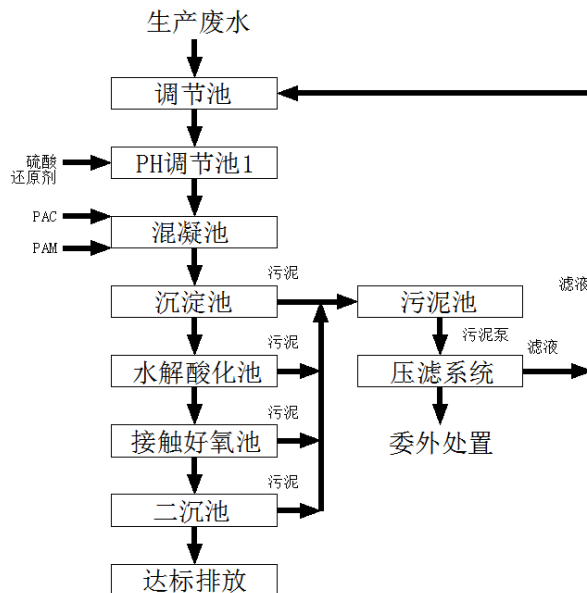 生产废水
调节池
硫酸
还原剂
PH调节池1
PAC
混凝池
PAM
污泥
滤液
沉淀池
污泥池
污泥
污泥泵
滤液
水解酸化池
压滤系统
污泥
接触好氧池
委外处置
污泥
二沉池
达标排放